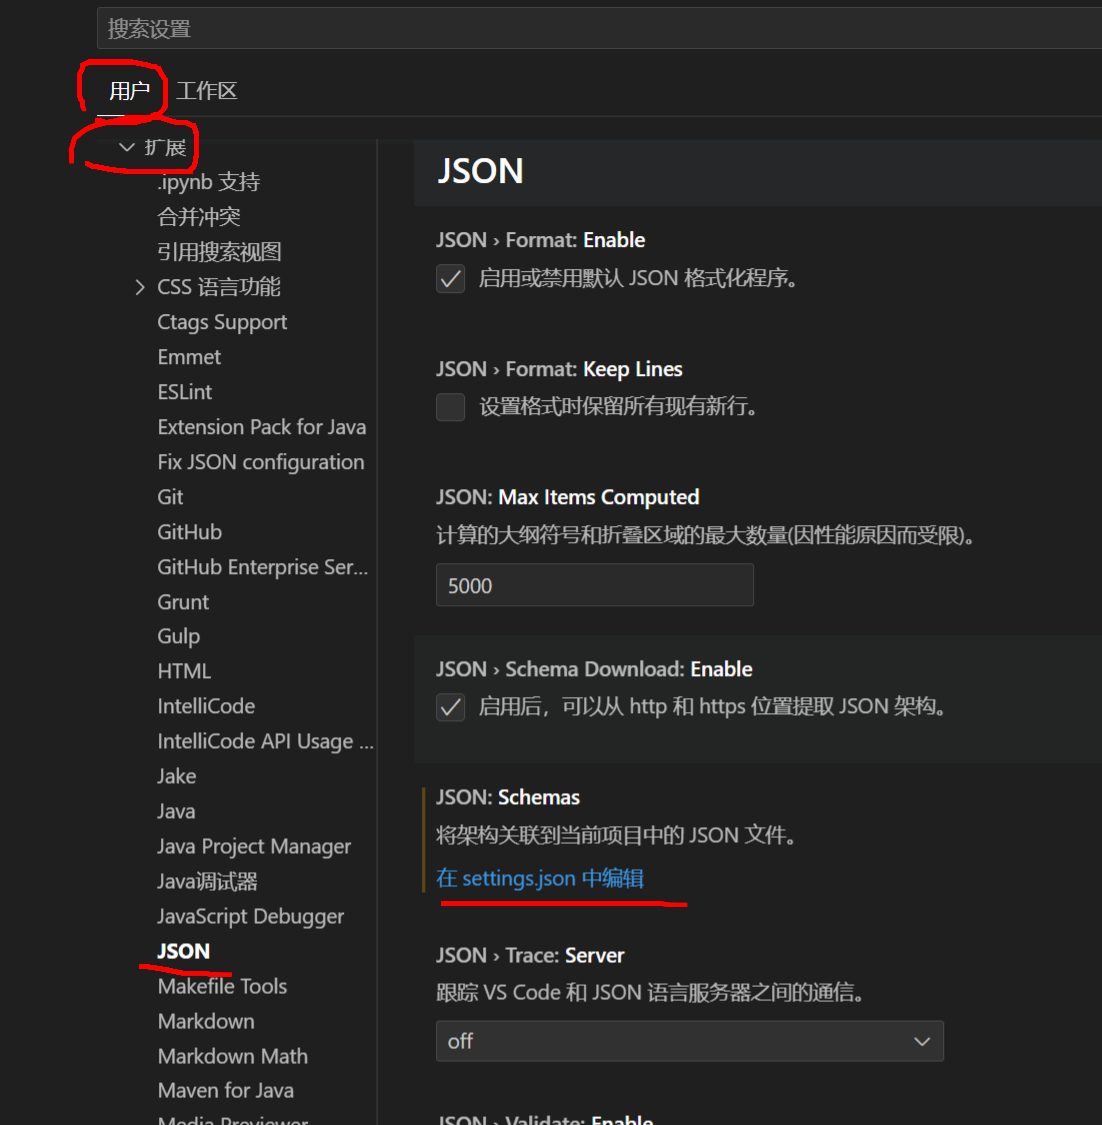 搜索设置
用户
工作区
扩展
.ipynb 支持
合并冲突
引用搜索视图
CSS 语言功能
Ctags Support
Emmet
ESLint
Extension Pack for Java
Fix JSON configuration
Git
GitHub
GitHub Enterprise Ser...
Grunt
Gulp
HTML
IntelliCode
IntelliCode API Usage ...
Jake
Java
Java Project Manager
Java调试器
JavaScript Debugger
JSON
Makefile Tools
Markdown
Markdown Math
Maven for Java
Media Previewer
JSON
JSON › Format: Enable
启用或禁用默认 JSON 格式化程序。
JSON › Format: Keep Lines
设置格式时保留所有现有新行。
JSON: Max Items Computed
计算的大纲符号和折叠区域的最大数量(因性能原因而受限)。
5000
JSON › Schema Download: Enable
启用后，可以从 http 和 https 位置提取 JSON 架构。
JSON: Schemas
将架构关联到当前项目中的 JSON 文件。
在 settings.json 中编辑
JSON › Trace: Server
跟踪 VS Code 和 JSON 语言服务器之间的通信。
off
JSON › Validate: Enable